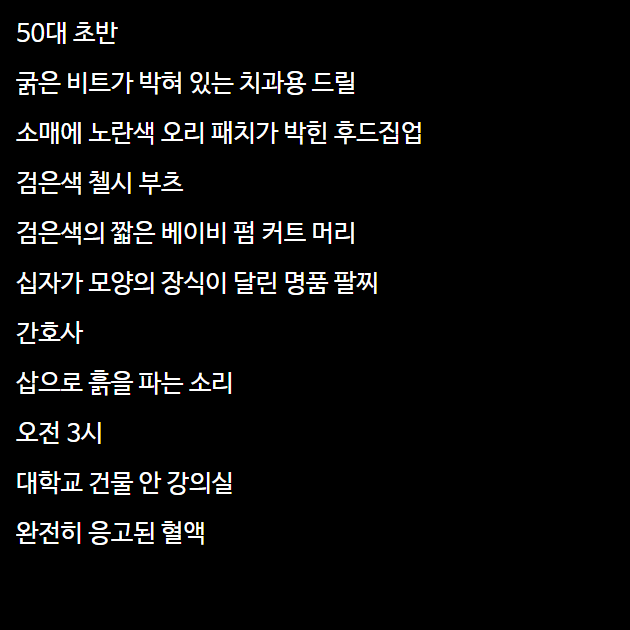 50대 초반
굵은 비트가 박혀 있는 치과용 드릴
소매에 노란색 오리 패치가 박힌 후드집업
검은색 첼시 부츠
검은색의 짧은 베이비 펌 커트 머리
십자가 모양의 장식이 달린 명품 팔찌
간호사
삽으로 흙을 파는 소리
오전 3시
대학교 건물 안 강의실
완전히 응고된 혈액